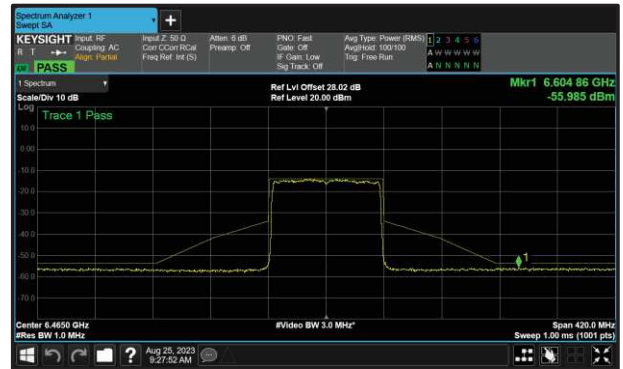 Spectrum Analyzer 1
Swept SA
+
KEYSIGHT
R T
PASS
Input: RF
Coupling: AC
Align: Partial
Input Z: 50 Ω
Corr CCorr RCal
Freq Ref: Int (S)
Atten: 6 dB
Preamp: Off
PNO: Fast
Gate: Off
IF Gain: Low
Sig Track: Off
Avg Type: Power (RMS)
Avg|Hold: 100/100
Trig: Free Run
1 2 3 4 5 6
A W W W W W
A N N N N N
1 Spectrum
Scale/Div 10 dB
Ref Lvl Offset 28.02 dB
Ref Level 20.00 dBm
Mkr1 6.604 86 GHz
-55.985 dBm
Log
Trace 1 Pass
10.0
0.00
-10.0
-20.0
-30.0
-40.0
-50.0
-60.0
-70.0
1
Center 6.4650 GHz
#Res BW 1.0 MHz
#Video BW 3.0 MHz*
Span 420.0 MHz
Sweep 1.00 ms (1001 pts)
?
Aug 25, 2023
9:27:52 AM